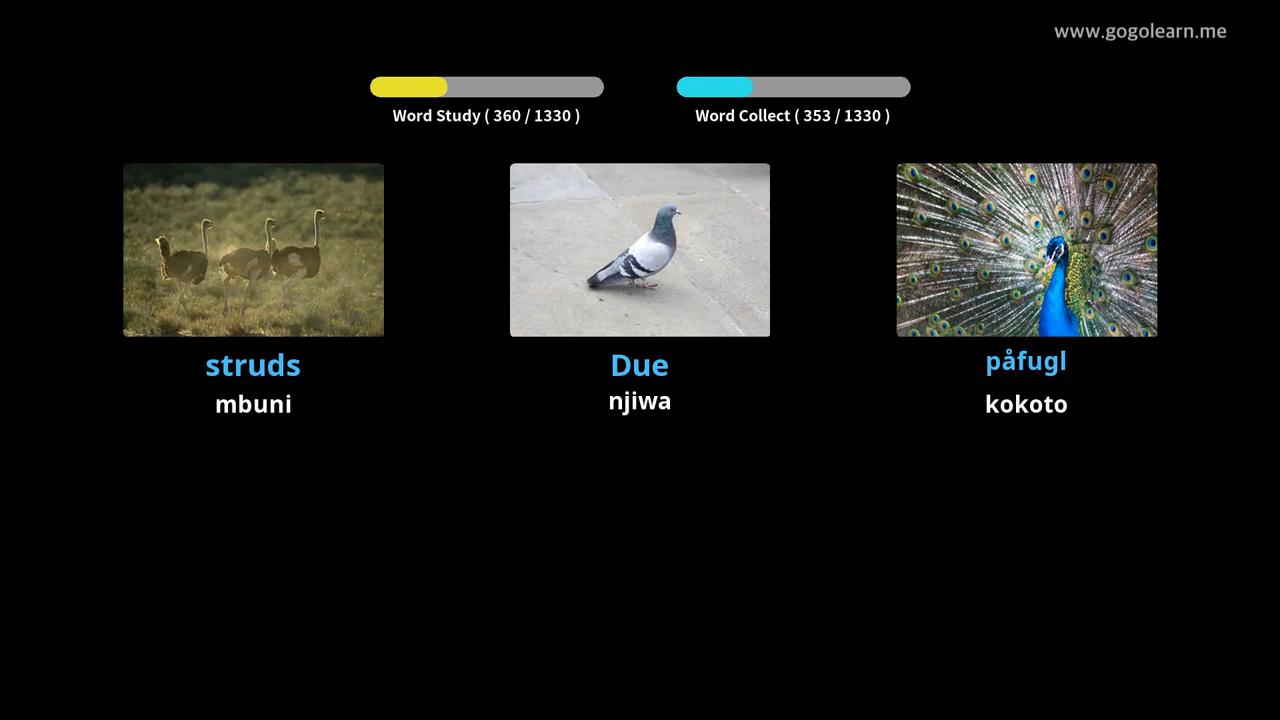 www.gogolearn.me
Word Study ( 360 / 1330 )
Word Collect ( 353 / 1330 )
struds
mbuni
Due
njiwa
påfugl
kokoto